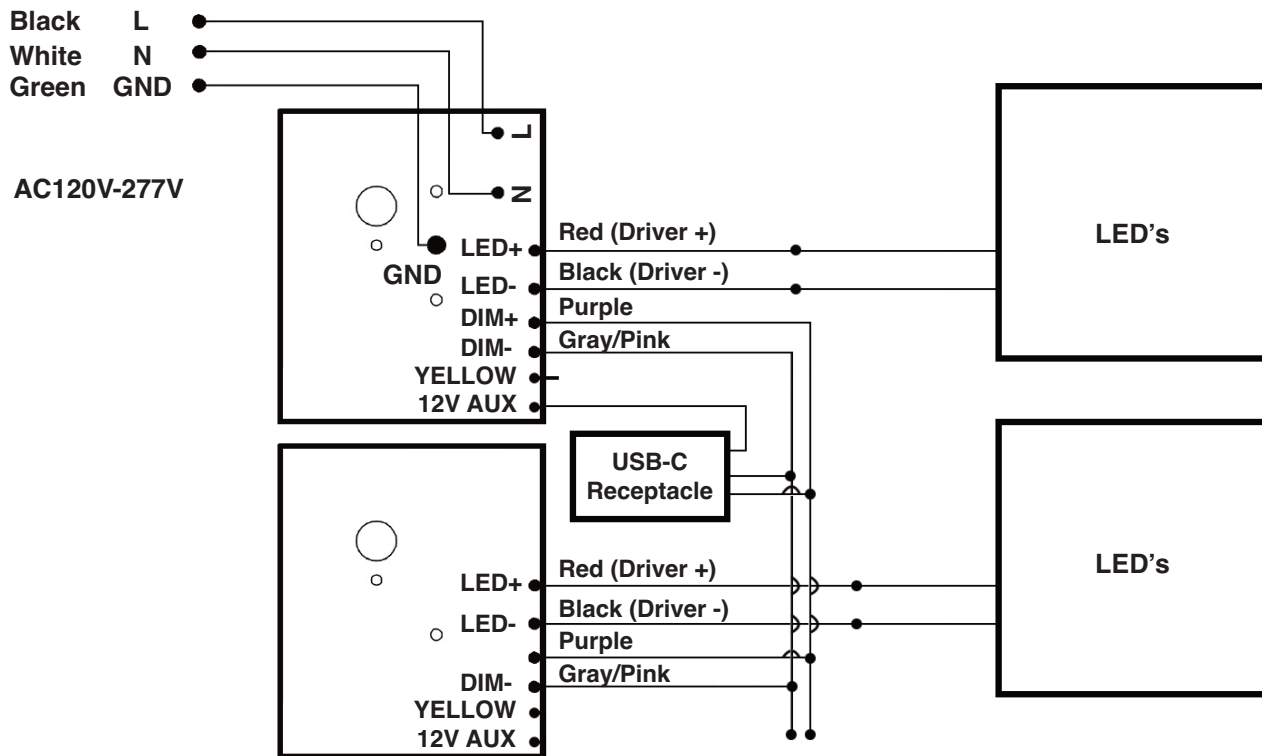 Black L
White N
Green GND
AC120V-277V
L
N
GND
LED+
LED-
DIM+
DIM-
YELLOW
12V AUX
Red (Driver +)
Black (Driver -)
Purple
Gray/Pink
LED's
USB-C
Receptacle
LED+
LED-
DIM-
YELLOW
12V AUX
Red (Driver +)
Black (Driver -)
Purple
Gray/Pink
LED's